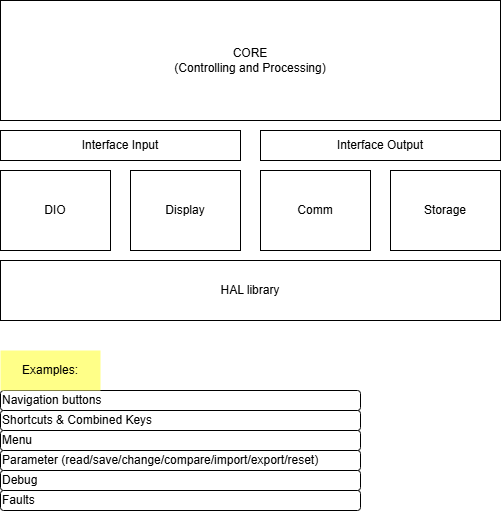 CORE
(Controlling and Processing)
Interface Input
Interface Output
DIO
Display
Comm
Storage
HAL library
Examples:
Navigation buttons
Shortcuts & Combined Keys
Menu
Parameter (read/save/change/compare/import/export/reset)
Debug
Faults